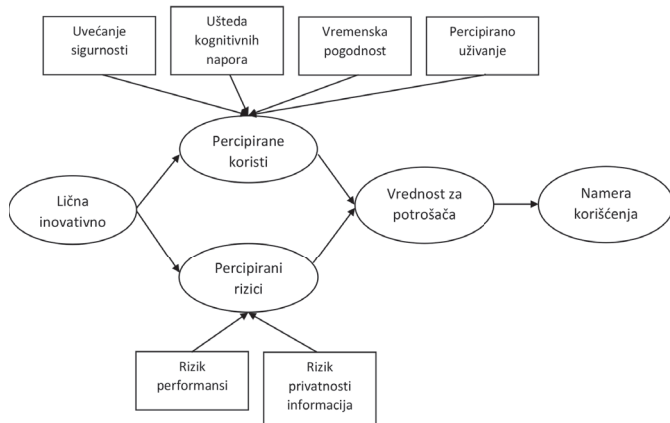 Uvećanje
sigurnosti
Ušteda
kognitivnih
napora
Vremenska
pogodnost
Percipirano
uživanje
Percipirane
koristi
Lična
inovativno
Vrednost za
potrošača
Namera
korišćenja
Percipirani
rizici
Rizik
performansi
Rizik
privatnosti
informacija